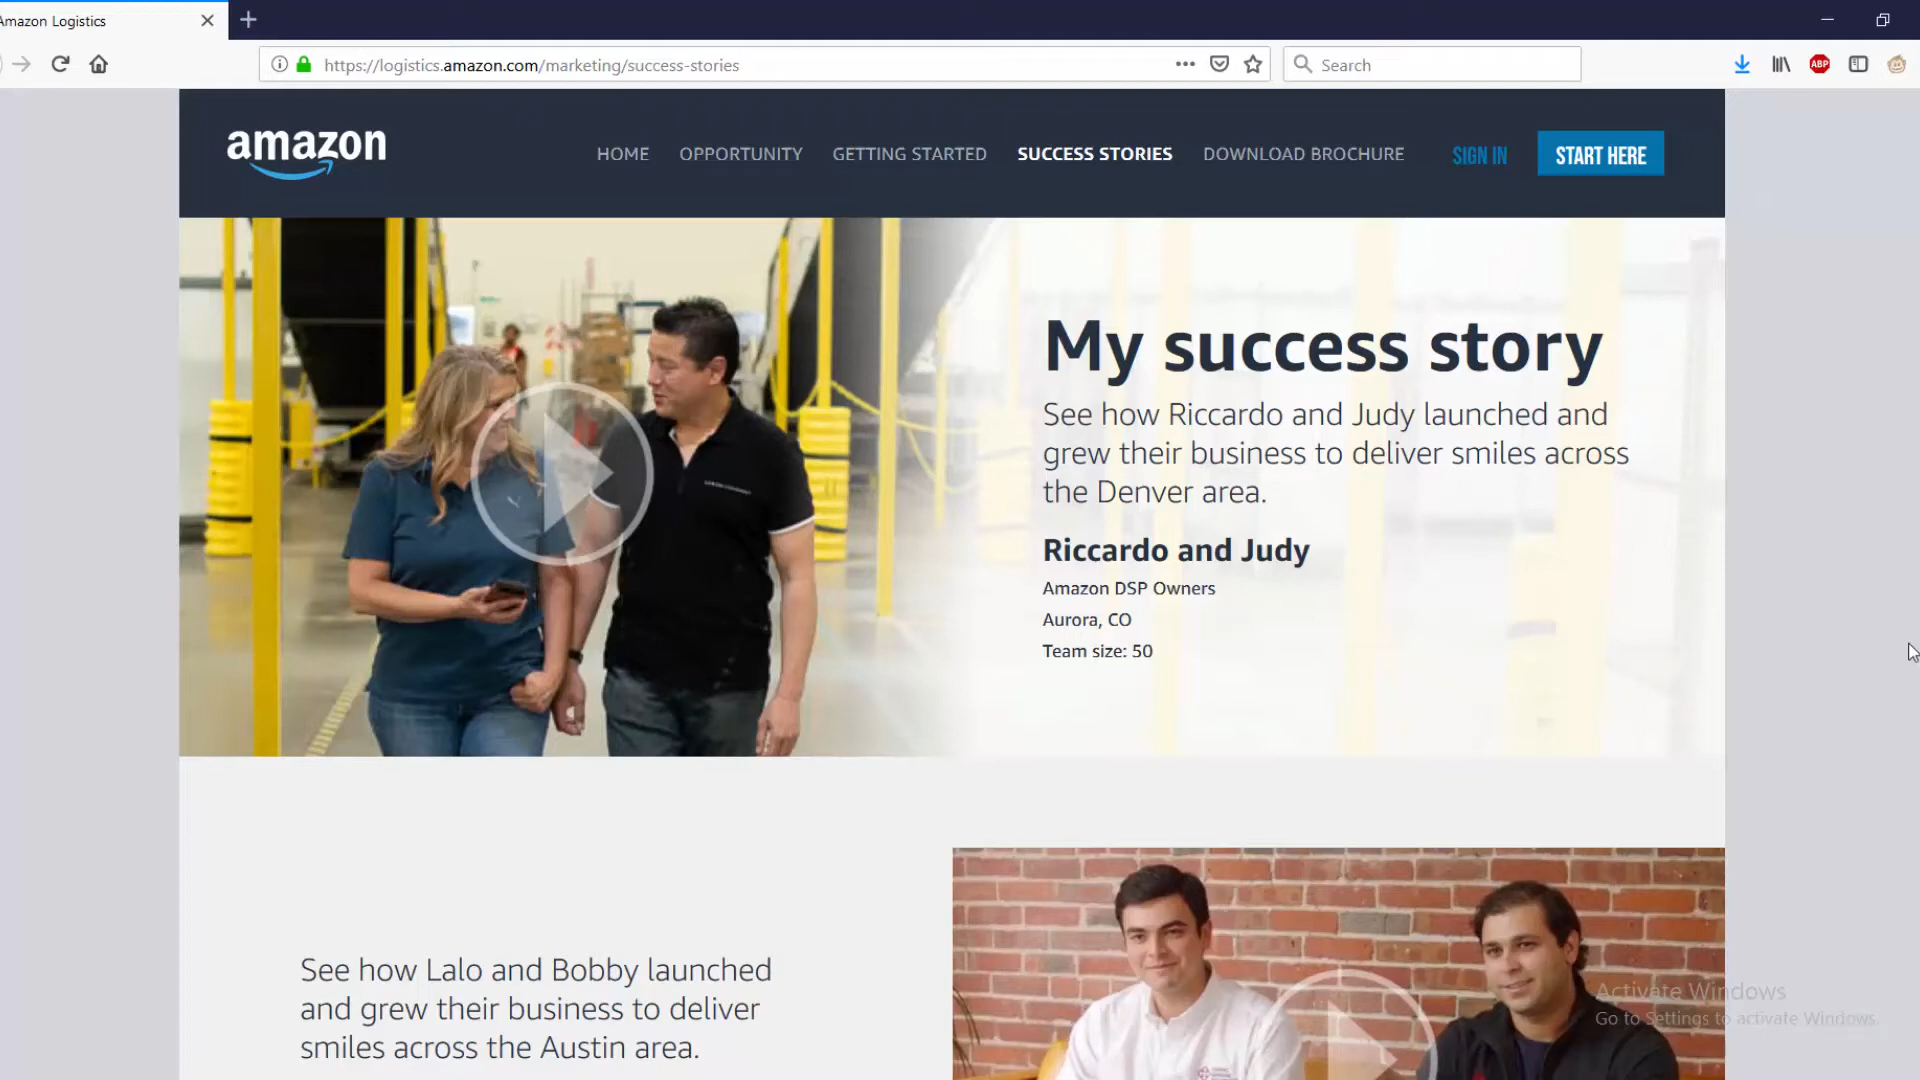 Amazon Logistics
https://logistics.amazon.com/marketing/success-stories
Search
ABP
amazon
HOME
OPPORTUNITY
GETTING STARTED
SUCCESS STORIES
DOWNLOAD BROCHURE
SIGN IN
START HERE
My success story
See how Riccardo and Judy launched and
grew their business to deliver smiles across
the Denver area.
Riccardo and Judy
Amazon DSP Owners
Aurora, CO
Team size: 50
See how Lalo and Bobby launched
and grew their business to deliver
smiles across the Austin area.
Activate Windows
Go to Settings to activate Windows.